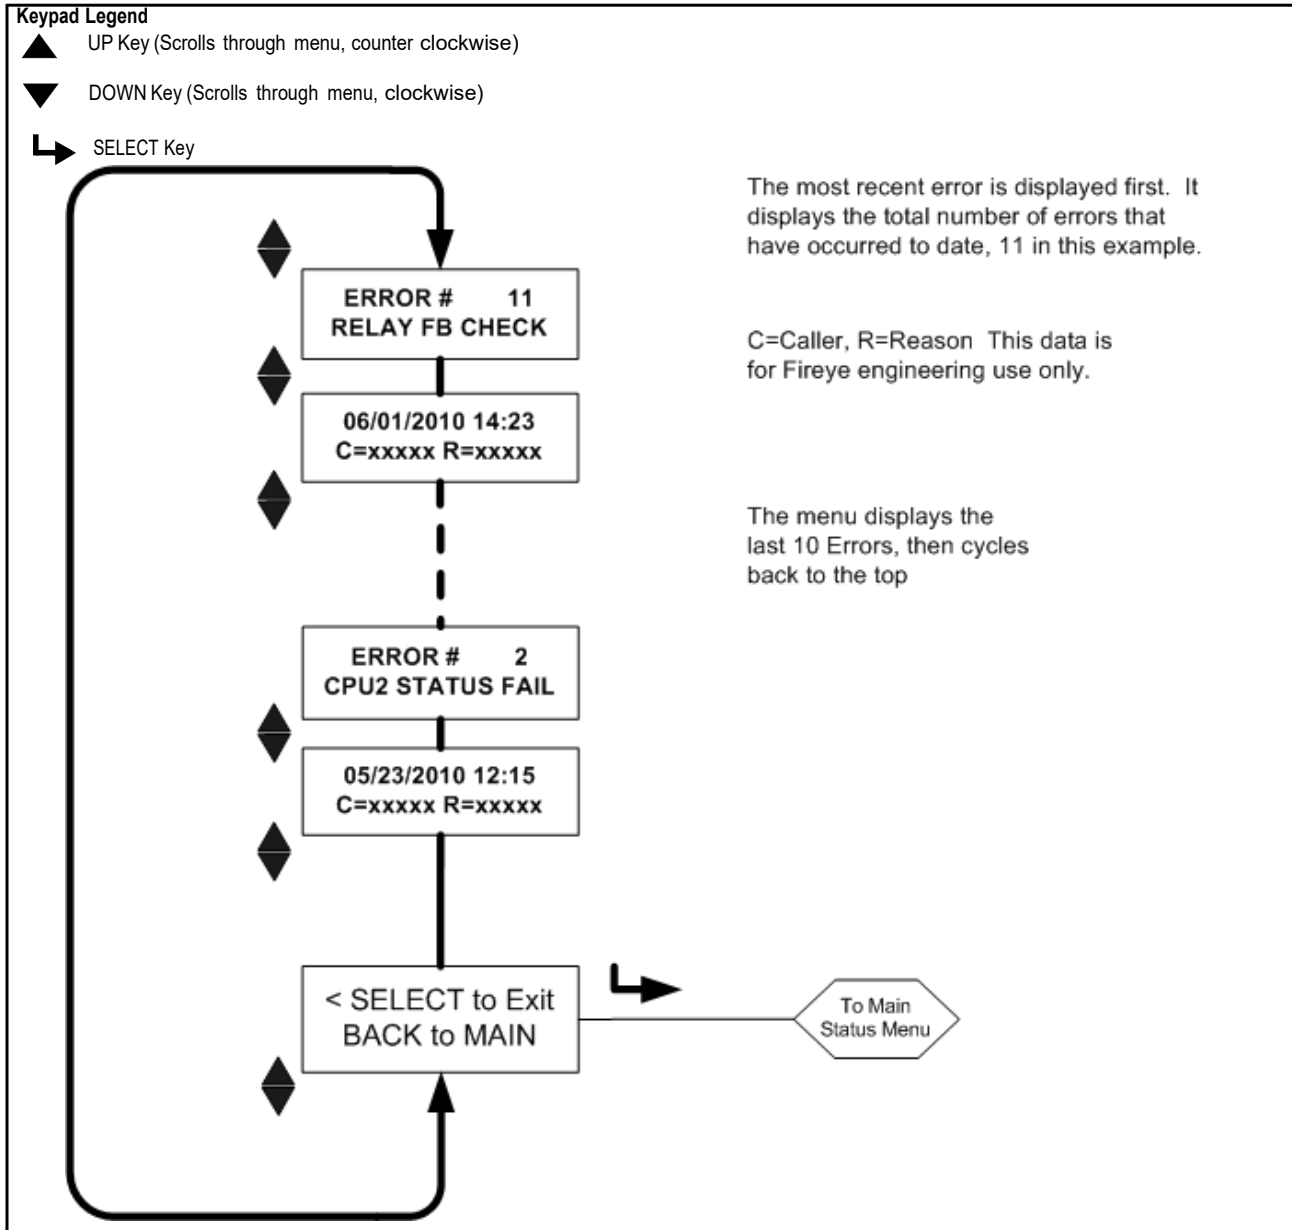 Keypad Legend
UP Key (Scrolls through menu, counter clockwise)
DOWN Key (Scrolls through menu, clockwise)
SELECT Key
The most recent error is displayed first. It
displays the total number of errors that
have occurred to date, 11 in this example.
ERROR # 11
RELAY FB CHECK
C=Caller, R=Reason This data is
for Fireye engineering use only.
06/01/2010 14:23
C=xxxxx R=xxxxx
The menu displays the
last 10 Errors, then cycles
back to the top
ERROR # 2
CPU2 STATUS FAIL
05/23/2010 12:15
C=xxxxx R=xxxxx
< SELECT to Exit
BACK to MAIN
To Main
Status Menu